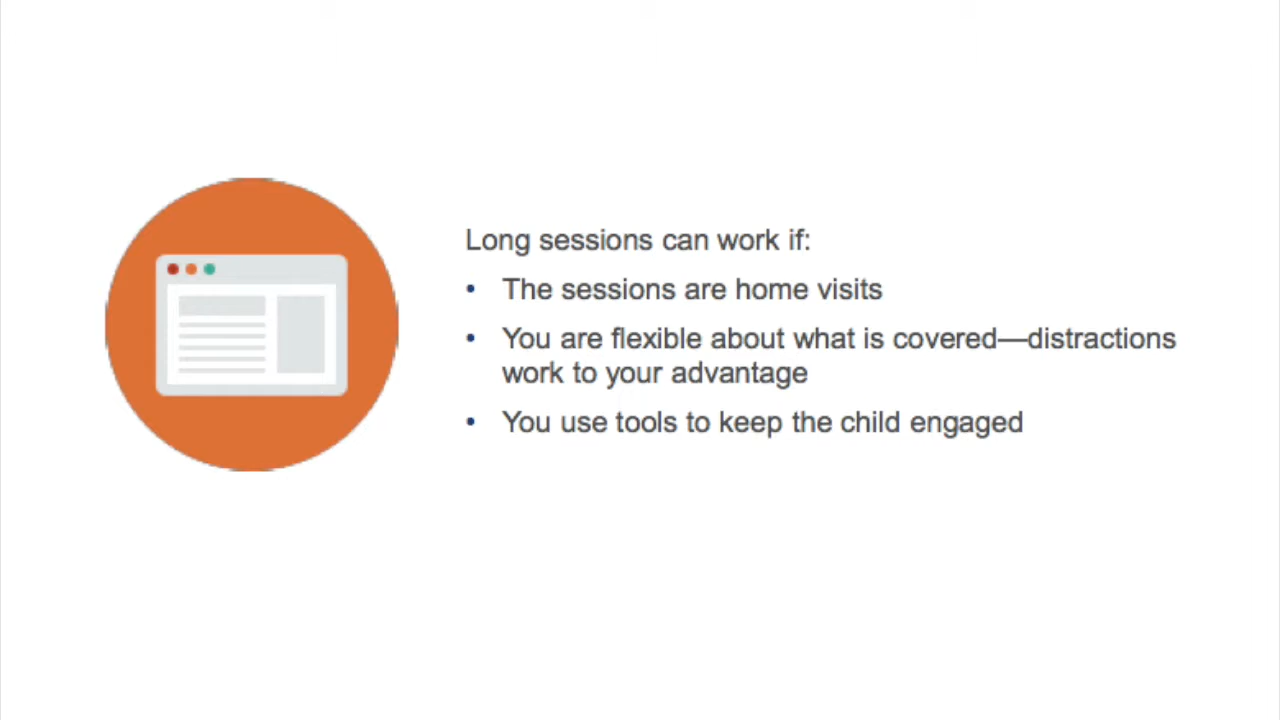 Long sessions can work if:
• The sessions are home visits
• You are flexible about what is covered—distractions
work to your advantage
• You use tools to keep the child engaged